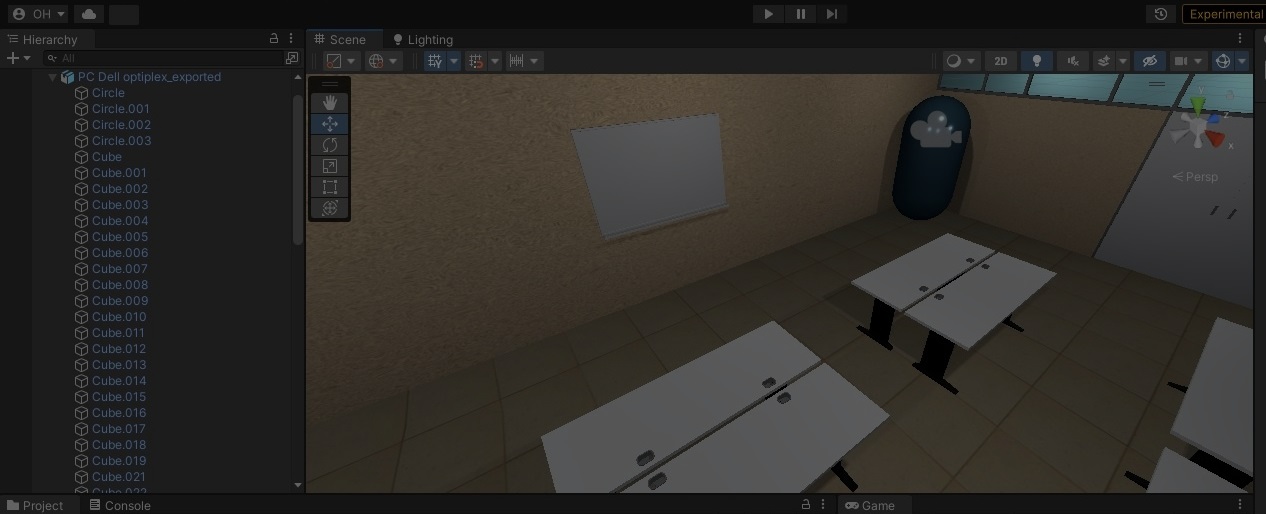 OH
Experimental
Hierarchy
Scene
Lighting
All
2D
PC Dell optiplex_exported
Circle
Circle.001
Circle.002
Circle.003
Cube
Cube.001
Cube.002
Cube.003
Cube.004
Cube.005
Cube.006
Cube.007
Cube.008
Cube.009
Cube.010
Cube.011
Cube.012
Cube.013
Cube.014
Cube.015
Cube.016
Cube.017
Cube.018
Cube.019
Cube.021
Cube.022
z
x
Persp
Project
Console
Game